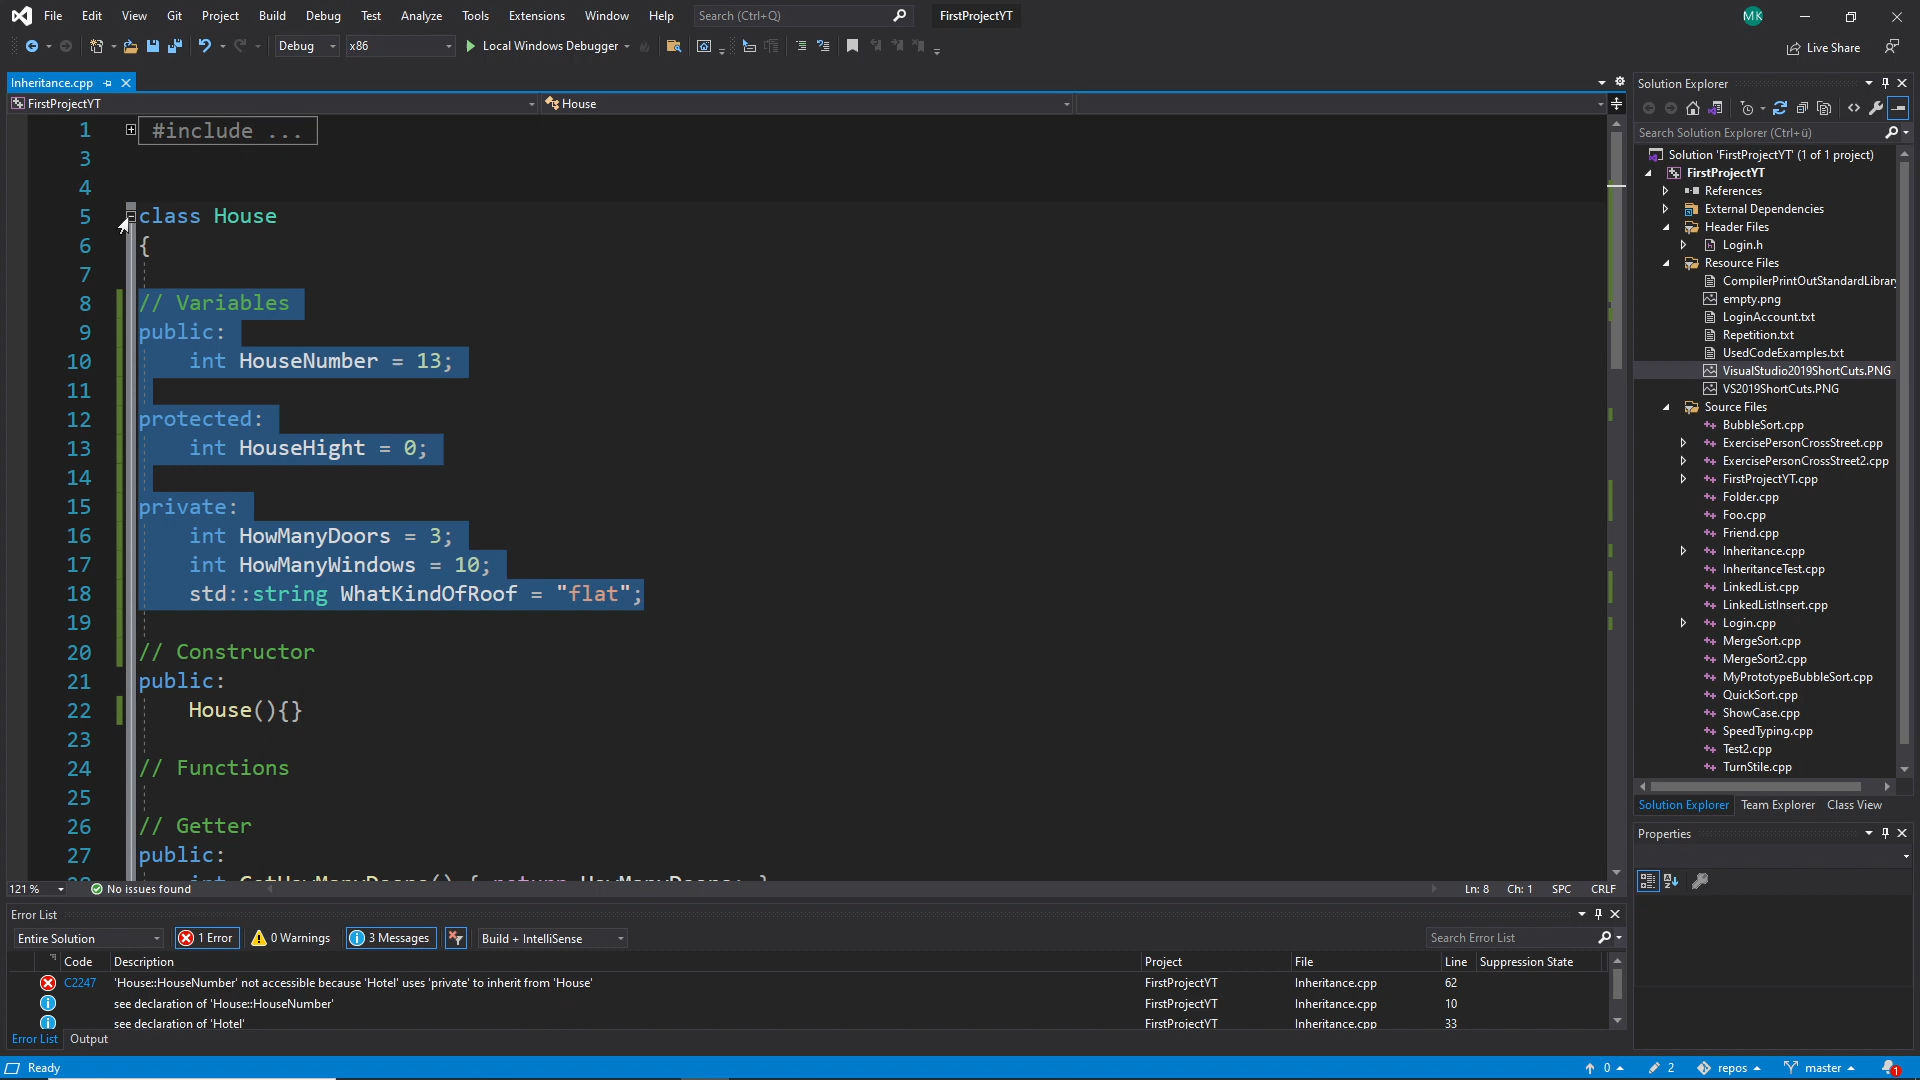 File Edit View Git Project Build Debug Test Analyze Tools Extensions Window Help Search (Ctrl+Q) FirstProjectYT MK
Debug x86 Local Windows Debugger Live Share
Inheritance.cpp
FirstProjectYT House
1 #include ...
3
4
5 class House
6 {
7
8 // Variables
9 public:
10 int HouseNumber = 13;
11
12 protected:
13 int HouseHight = 0;
14
15 private:
16 int HowManyDoors = 3;
17 int HowManyWindows = 10;
18 std::string WhatKindOfRoof = "flat";
19
20 // Constructor
21 public:
22 House(){}
23
24 // Functions
25
26 // Getter
27 public:
28 int GetHowManyDoors() { return HowManyDoors; }
121 % No issues found Ln: 8 Ch: 1 SPC CRLF
Solution Explorer
Search Solution Explorer (Ctrl+ü)
Solution 'FirstProjectYT' (1 of 1 project)
FirstProjectYT
References
External Dependencies
Header Files
Login.h
Resource Files
CompilerPrintOutStandardLibrary
empty.png
LoginAccount.txt
Repetition.txt
UsedCodeExamples.txt
VisualStudio2019ShortCuts.PNG
VS2019ShortCuts.PNG
Source Files
BubbleSort.cpp
ExercisePersonCrossStreet.cpp
ExercisePersonCrossStreet2.cpp
FirstProjectYT.cpp
Folder.cpp
Foo.cpp
Friend.cpp
Inheritance.cpp
InheritanceTest.cpp
LinkedList.cpp
LinkedListInsert.cpp
Login.cpp
MergeSort.cpp
MergeSort2.cpp
MyPrototypeBubbleSort.cpp
QuickSort.cpp
ShowCase.cpp
SpeedTyping.cpp
Test2.cpp
TurnStile.cpp
Solution Explorer Team Explorer Class View
Properties
Error List
Entire Solution 1 Error 0 Warnings 3 Messages Build + IntelliSense Search Error List
Code Description Project File Line Suppression State
C2247 'House::HouseNumber' not accessible because 'Hotel' uses 'private' to inherit from 'House' FirstProjectYT Inheritance.cpp 62
see declaration of 'House::HouseNumber' FirstProjectYT Inheritance.cpp 10
see declaration of 'Hotel' FirstProjectYT Inheritance.cpp 33
Error List Output
Ready 0 2 repos master 1